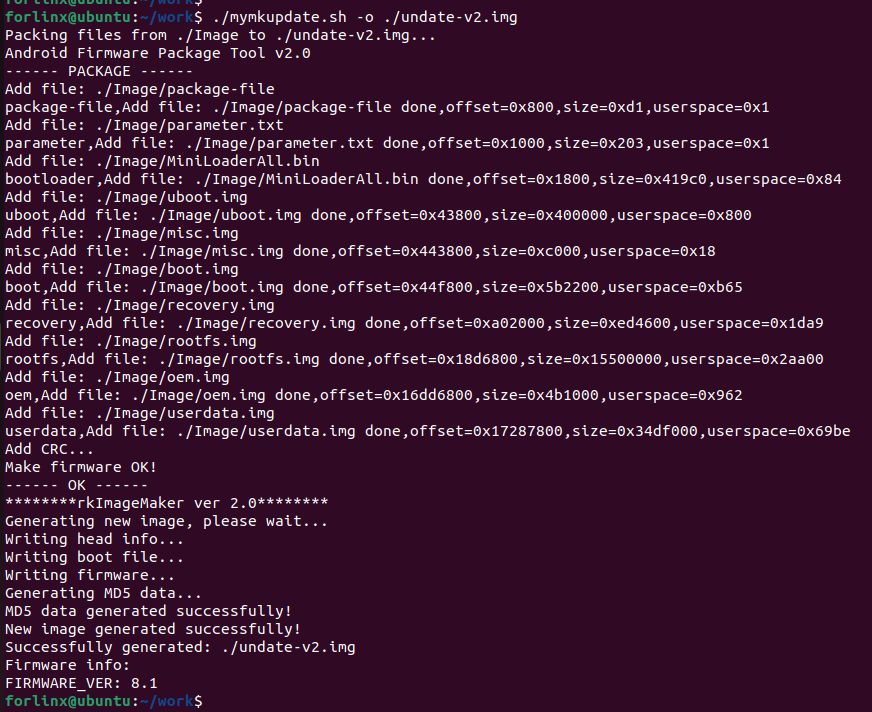 forlinx@ubuntu:~/work$
forlinx@ubuntu:~/work$ ./mymkupdate.sh -o ./undate-v2.img
Packing files from ./Image to ./undate-v2.img...
Android Firmware Package Tool v2.0
------ PACKAGE ------
Add file: ./Image/package-file
package-file,Add file: ./Image/package-file done,offset=0x800,size=0xd1,userspace=0x1
Add file: ./Image/parameter.txt
parameter,Add file: ./Image/parameter.txt done,offset=0x1000,size=0x203,userspace=0x1
Add file: ./Image/MiniLoaderAll.bin
bootloader,Add file: ./Image/MiniLoaderAll.bin done,offset=0x1800,size=0x419c0,userspace=0x84
Add file: ./Image/uboot.img
uboot,Add file: ./Image/uboot.img done,offset=0x43800,size=0x400000,userspace=0x800
Add file: ./Image/misc.img
misc,Add file: ./Image/misc.img done,offset=0x443800,size=0xc000,userspace=0x18
Add file: ./Image/boot.img
boot,Add file: ./Image/boot.img done,offset=0x44f800,size=0x5b2200,userspace=0xb65
Add file: ./Image/recovery.img
recovery,Add file: ./Image/recovery.img done,offset=0xa02000,size=0xed4600,userspace=0x1da9
Add file: ./Image/rootfs.img
rootfs,Add file: ./Image/rootfs.img done,offset=0x18d6800,size=0x15500000,userspace=0x2aa00
Add file: ./Image/oem.img
oem,Add file: ./Image/oem.img done,offset=0x16dd6800,size=0x4b1000,userspace=0x962
Add file: ./Image/userdata.img
userdata,Add file: ./Image/userdata.img done,offset=0x17287800,size=0x34df000,userspace=0x69be
Add CRC...
Make firmware OK!
------ OK ------
********rkImageMaker ver 2.0********
Generating new image, please wait...
Writing head info...
Writing boot file...
Writing firmware...
Generating MD5 data...
MD5 data generated successfully!
New image generated successfully!
Successfully generated: ./undate-v2.img
Firmware info:
FIRMWARE_VER: 8.1
forlinx@ubuntu:~/work$